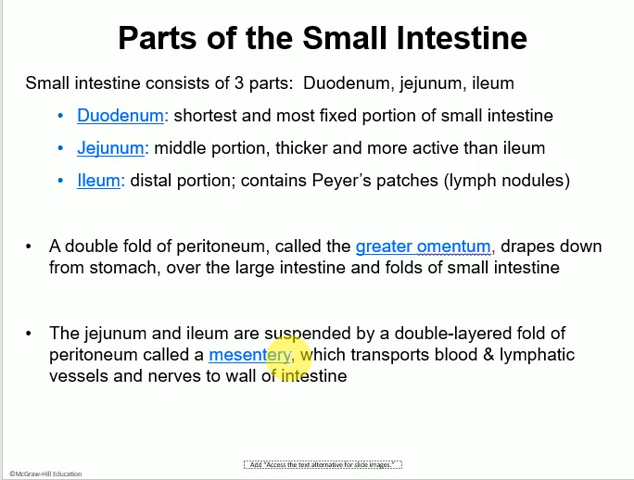 Parts of the Small Intestine
Small intestine consists of 3 parts:  Duodenum, jejunum, ileum
• Duodenum: shortest and most fixed portion of small intestine
• Jejunum: middle portion, thicker and more active than ileum
• Ileum: distal portion; contains Peyer’s patches (lymph nodules)
• A double fold of peritoneum, called the greater omentum, drapes down
from stomach, over the large intestine and folds of small intestine
• The jejunum and ileum are suspended by a double-layered fold of
peritoneum called a mesentery, which transports blood & lymphatic
vessels and nerves to wall of intestine
Add "Access the text alternative for slide images."
©McGraw-Hill Education